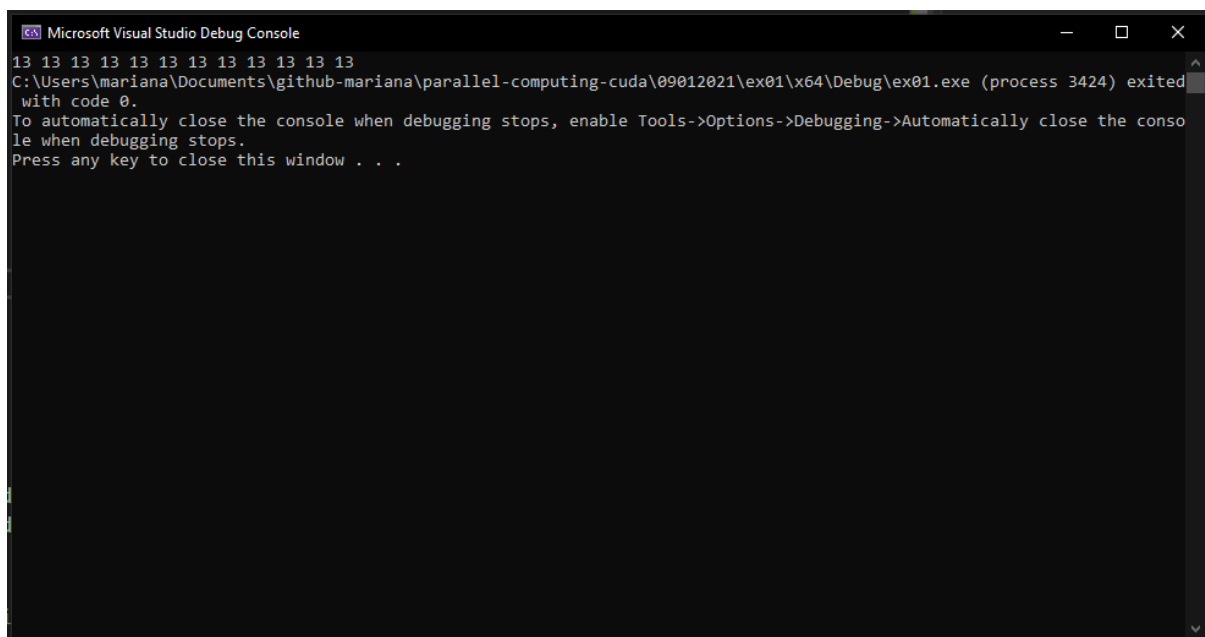 Microsoft Visual Studio Debug Console
13 13 13 13 13 13 13 13 13 13 13 13
C:\Users\mariana\Documents\github-mariana\parallel-computing-cuda\09012021\ex01\x64\Debug\ex01.exe (process 3424) exited
with code 0.
To automatically close the console when debugging stops, enable Tools->Options->Debugging->Automatically close the conso
le when debugging stops.
Press any key to close this window . . .